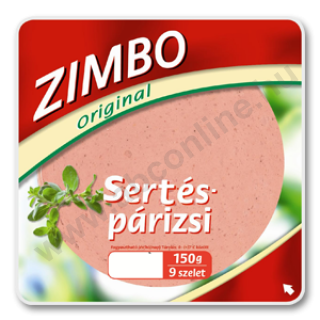 ZIMBO
Original
Sertés-
párizsi
150g
9 szelet